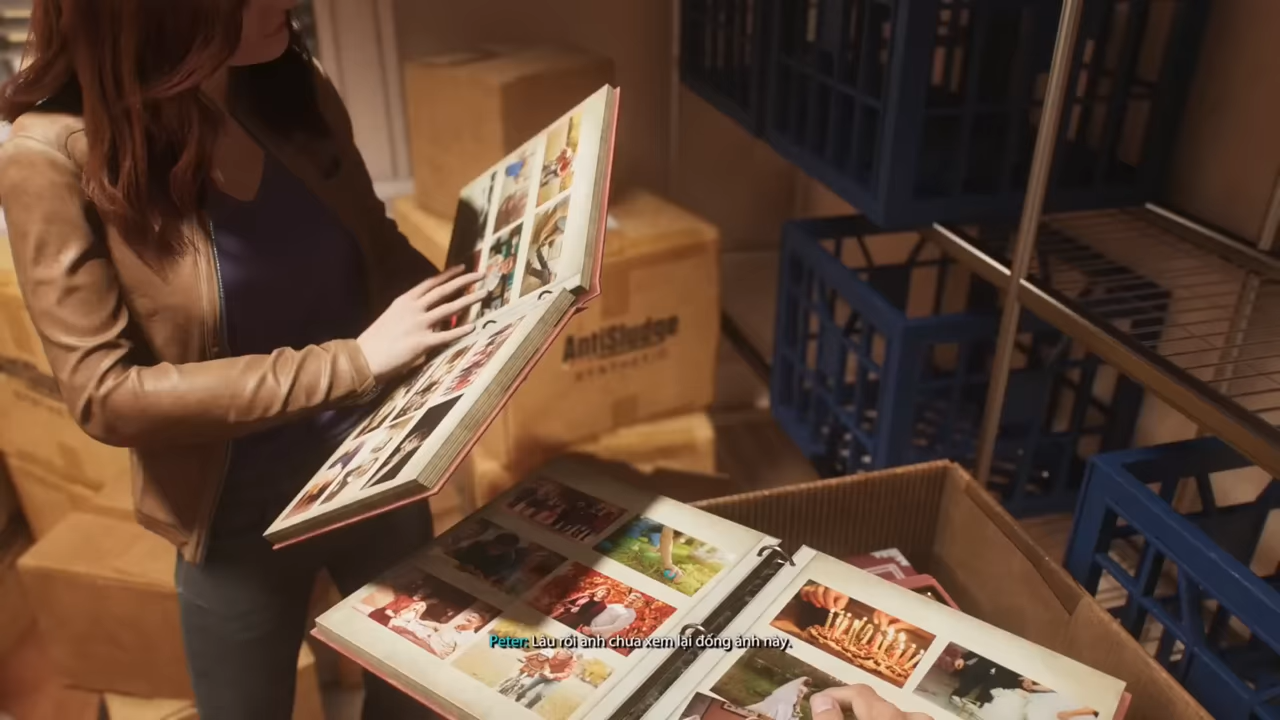 AntiSludge
Peter: Lâu rồi anh chưa xem lại đống ảnh này.